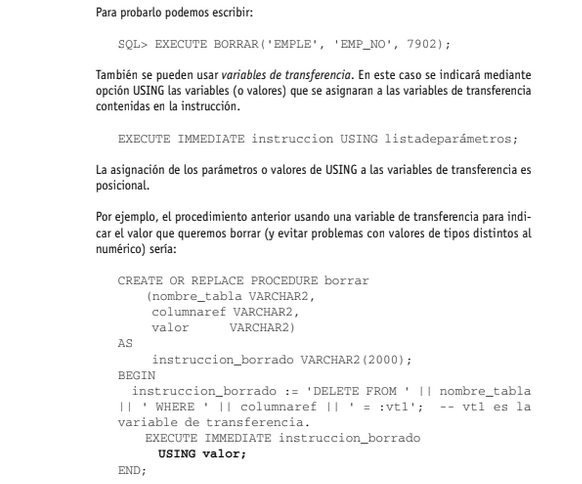 Para probarlo podemos escribir:
SQL> EXECUTE BORRAR('EMPLE', 'EMP_NO', 7902);
También se pueden usar variables de transferencia. En este caso se indicará mediante
opción USING las variables (o valores) que se asignaran a las variables de transferencia
contenidas en la instrucción.
EXECUTE IMMEDIATE instruccion USING listadeparámetros;
La asignación de los parámetros o valores de USING a las variables de transferencia es
posicional.
Por ejemplo, el procedimiento anterior usando una variable de transferencia para indi-
car el valor que queremos borrar (y evitar problemas con valores de tipos distintos al
numérico) sería:
CREATE OR REPLACE PROCEDURE borrar
(nombre_tabla VARCHAR2,
columnaref VARCHAR2,
valor VARCHAR2)
AS
instruccion_borrado VARCHAR2(2000);
BEGIN
instruccion_borrado := 'DELETE FROM ' || nombre_tabla
|| ' WHERE ' || columnaref || ' = :vt1'; -- vt1 es la
variable de transferencia.
EXECUTE IMMEDIATE instruccion_borrado
USING valor;
END;